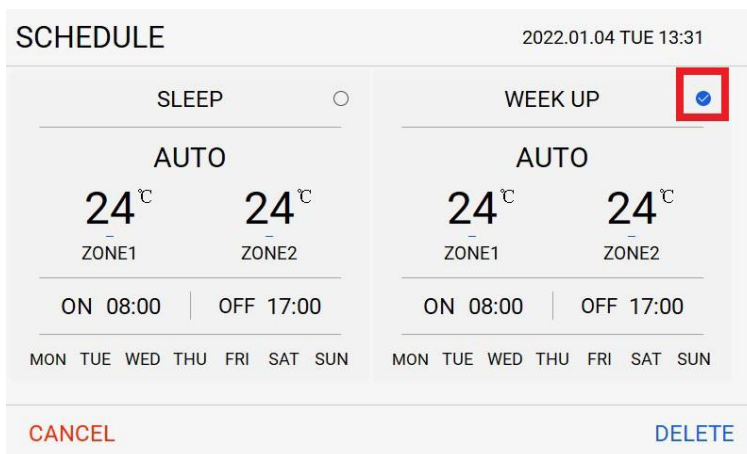 SCHEDULE 2022.01.04 TUE 13:31
SLEEP WEEK UP
AUTO AUTO
24℃ 24℃ 24℃ 24℃
ZONE1 ZONE2 ZONE1 ZONE2
ON 08:00 OFF 17:00 ON 08:00 OFF 17:00
MON TUE WED THU FRI SAT SUN MON TUE WED THU FRI SAT SUN
CANCEL DELETE